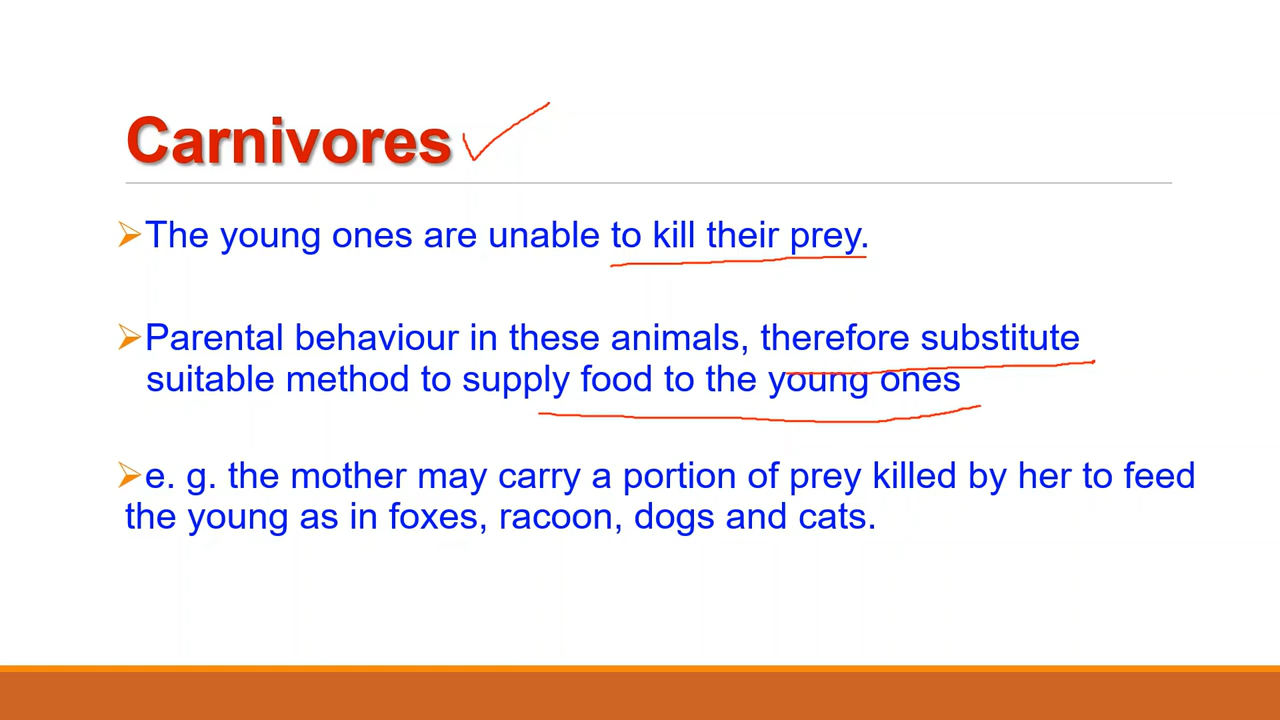 Carnivores
The young ones are unable to kill their prey.
Parental behaviour in these animals, therefore substitute
suitable method to supply food to the young ones
e. g. the mother may carry a portion of prey killed by her to feed
the young as in foxes, racoon, dogs and cats.